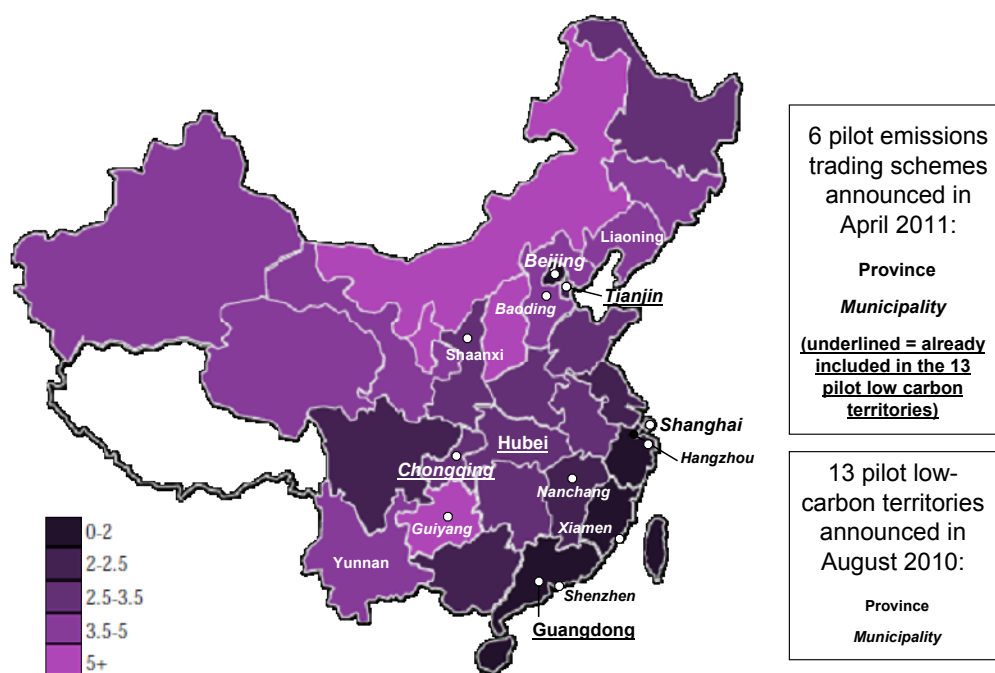 Liaoning
Beijing
Tianjin
Baoding
Shaanxi
Shanghai
Hubei
Hangzhou
Chongqing
Nanchang
Guiyang
Xiamen
Yunnan
Shenzhen
Guangdong
0-2
2-2.5
2.5-3.5
3.5-5
5+
6 pilot emissions
trading schemes
announced in
April 2011:
Province
Municipality
(underlined = already
included in the 13
pilot low carbon
territories)
13 pilot low-
carbon territories
announced in
August 2010:
Province
Municipality